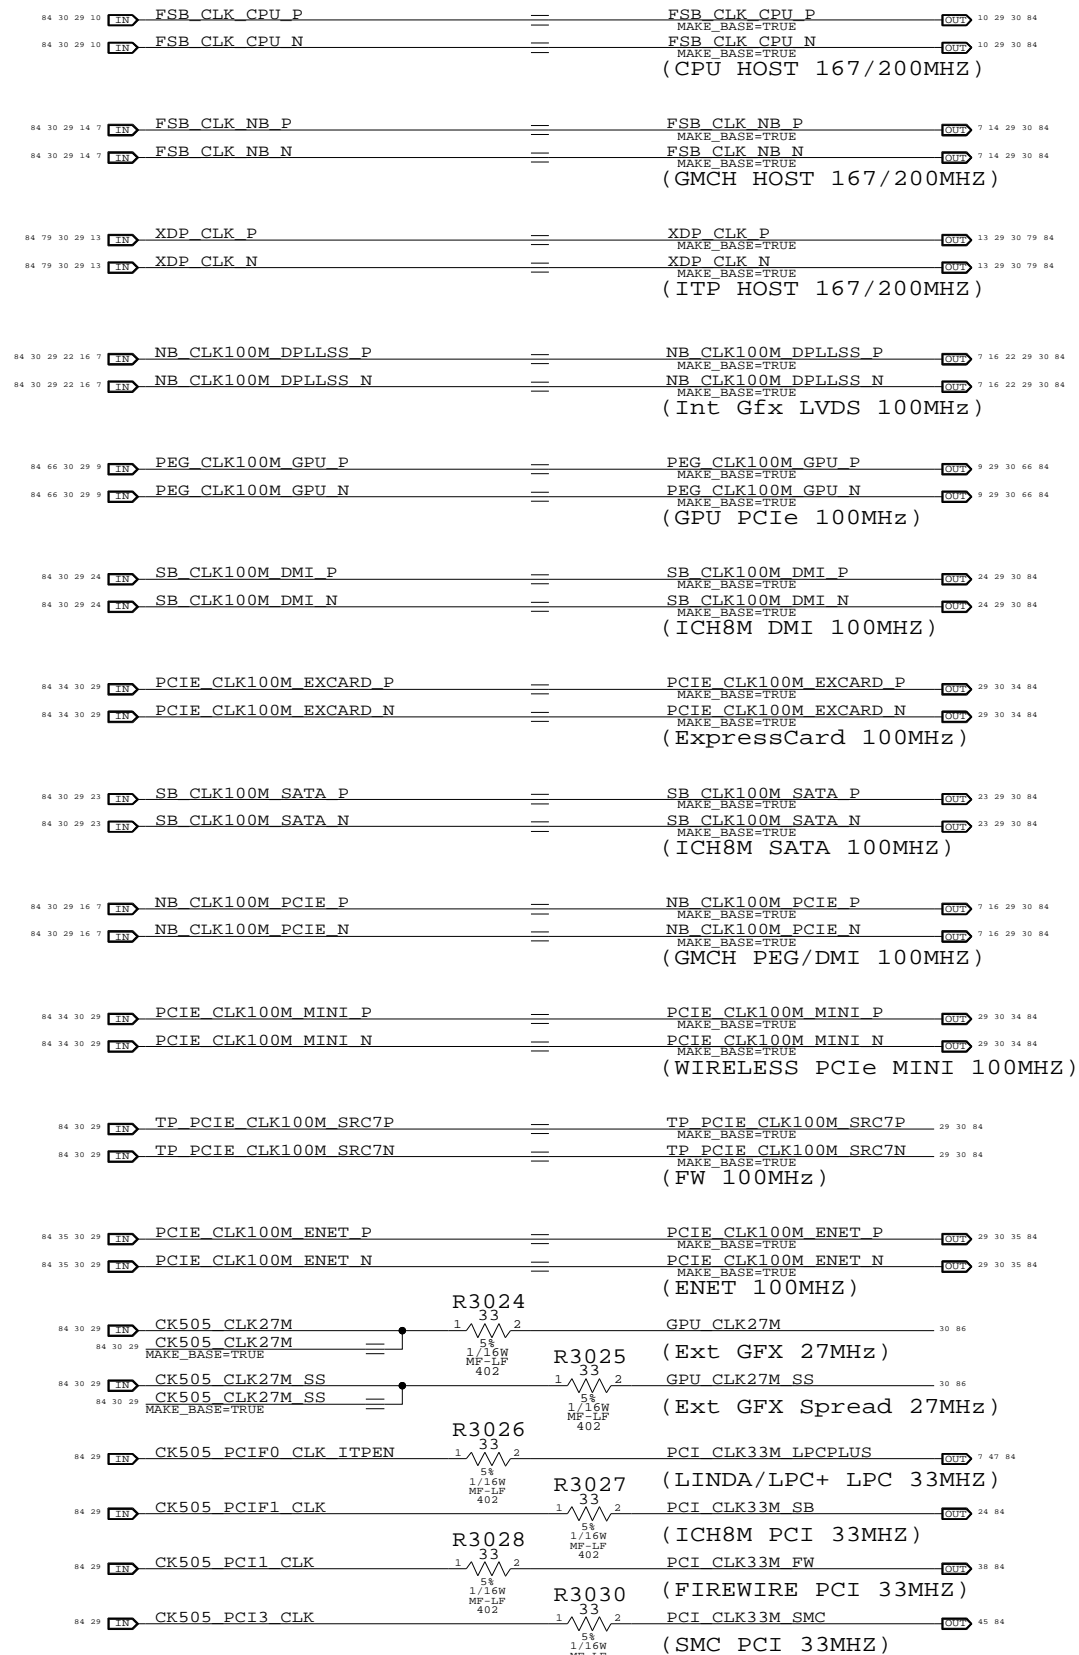 84 30 29 10 IN FSB_CLK_CPU_P FSB_CLK_CPU_P OUT 10 29 30 84
MAKE_BASE=TRUE
84 30 29 10 IN FSB_CLK_CPU_N FSB_CLK_CPU_N OUT 10 29 30 84
MAKE_BASE=TRUE
(CPU HOST 167/200MHZ)
84 30 29 14 7 IN FSB_CLK_NB_P FSB_CLK_NB_P OUT 7 14 29 30 84
MAKE_BASE=TRUE
84 30 29 14 7 IN FSB_CLK_NB_N FSB_CLK_NB_N OUT 7 14 29 30 84
MAKE_BASE=TRUE
(GMCH HOST 167/200MHZ)
84 79 30 29 13 IN XDP_CLK_P XDP_CLK_P OUT 13 29 30 79 84
MAKE_BASE=TRUE
84 79 30 29 13 IN XDP_CLK_N XDP_CLK_N OUT 13 29 30 79 84
MAKE_BASE=TRUE
(ITP HOST 167/200MHZ)
84 30 29 22 16 7 IN NB_CLK100M_DPLLSS_P NB_CLK100M_DPLLSS_P OUT 7 16 22 29 30 84
MAKE_BASE=TRUE
84 30 29 22 16 7 IN NB_CLK100M_DPLLSS_N NB_CLK100M_DPLLSS_N OUT 7 16 22 29 30 84
MAKE_BASE=TRUE
(Int Gfx LVDS 100MHz)
84 66 30 29 9 IN PEG_CLK100M_GPU_P PEG_CLK100M_GPU_P OUT 9 29 30 66 84
MAKE_BASE=TRUE
84 66 30 29 9 IN PEG_CLK100M_GPU_N PEG_CLK100M_GPU_N OUT 9 29 30 66 84
MAKE_BASE=TRUE
(GPU PCIe 100MHz)
84 30 29 24 IN SB_CLK100M_DMI_P SB_CLK100M_DMI_P OUT 24 29 30 84
MAKE_BASE=TRUE
84 30 29 24 IN SB_CLK100M_DMI_N SB_CLK100M_DMI_N OUT 24 29 30 84
MAKE_BASE=TRUE
(ICH8M DMI 100MHZ)
84 34 30 29 IN PCIE_CLK100M_EXCARD_P PCIE_CLK100M_EXCARD_P OUT 29 30 34 84
MAKE_BASE=TRUE
84 34 30 29 IN PCIE_CLK100M_EXCARD_N PCIE_CLK100M_EXCARD_N OUT 29 30 34 84
MAKE_BASE=TRUE
(ExpressCard 100MHz)
84 30 29 23 IN SB_CLK100M_SATA_P SB_CLK100M_SATA_P OUT 23 29 30 84
MAKE_BASE=TRUE
84 30 29 23 IN SB_CLK100M_SATA_N SB_CLK100M_SATA_N OUT 23 29 30 84
MAKE_BASE=TRUE
(ICH8M SATA 100MHZ)
84 30 29 16 7 IN NB_CLK100M_PCIE_P NB_CLK100M_PCIE_P OUT 7 16 29 30 84
MAKE_BASE=TRUE
84 30 29 16 7 IN NB_CLK100M_PCIE_N NB_CLK100M_PCIE_N OUT 7 16 29 30 84
MAKE_BASE=TRUE
(GMCH PEG/DMI 100MHZ)
84 34 30 29 IN PCIE_CLK100M_MINI_P PCIE_CLK100M_MINI_P OUT 29 30 34 84
MAKE_BASE=TRUE
84 34 30 29 IN PCIE_CLK100M_MINI_N PCIE_CLK100M_MINI_N OUT 29 30 34 84
MAKE_BASE=TRUE
(WIRELESS PCIe MINI 100MHZ)
84 30 29 IN TP_PCIE_CLK100M_SRC7P TP_PCIE_CLK100M_SRC7P 29 30 84
MAKE_BASE=TRUE
84 30 29 IN TP_PCIE_CLK100M_SRC7N TP_PCIE_CLK100M_SRC7N 29 30 84
MAKE_BASE=TRUE
(FW 100MHz)
84 35 30 29 IN PCIE_CLK100M_ENET_P PCIE_CLK100M_ENET_P OUT 29 30 35 84
MAKE_BASE=TRUE
84 35 30 29 IN PCIE_CLK100M_ENET_N PCIE_CLK100M_ENET_N OUT 29 30 35 84
MAKE_BASE=TRUE
(ENET 100MHZ)
R3024
33
84 30 29 IN CK505_CLK27M 1 2 GPU_CLK27M 30 86
84 30 29 CK505_CLK27M
MAKE_BASE=TRUE
5%
1/16W
MF-LF
402
(Ext GFX 27MHz)
R3025
33
84 30 29 IN CK505_CLK27M_SS 1 2 GPU_CLK27M_SS 30 86
84 30 29 CK505_CLK27M_SS
MAKE_BASE=TRUE
5%
1/16W
MF-LF
402
(Ext GFX Spread 27MHz)
R3026
33
84 29 IN CK505_PCIF0_CLK_ITPEN 1 2 PCI_CLK33M_LPCPLUS OUT 7 47 84
5%
1/16W
MF-LF
402
(LINDA/LPC+ LPC 33MHZ)
R3027
33
84 29 IN CK505_PCIF1_CLK 1 2 PCI_CLK33M_SB OUT 24 84
5%
1/16W
MF-LF
402
(ICH8M PCI 33MHZ)
R3028
33
84 29 IN CK505_PCI1_CLK 1 2 PCI_CLK33M_FW OUT 38 84
5%
1/16W
MF-LF
402
(FIREWIRE PCI 33MHZ)
R3030
33
84 29 IN CK505_PCI3_CLK 1 2 PCI_CLK33M_SMC OUT 45 84
5%
1/16W
(SMC PCI 33MHZ)